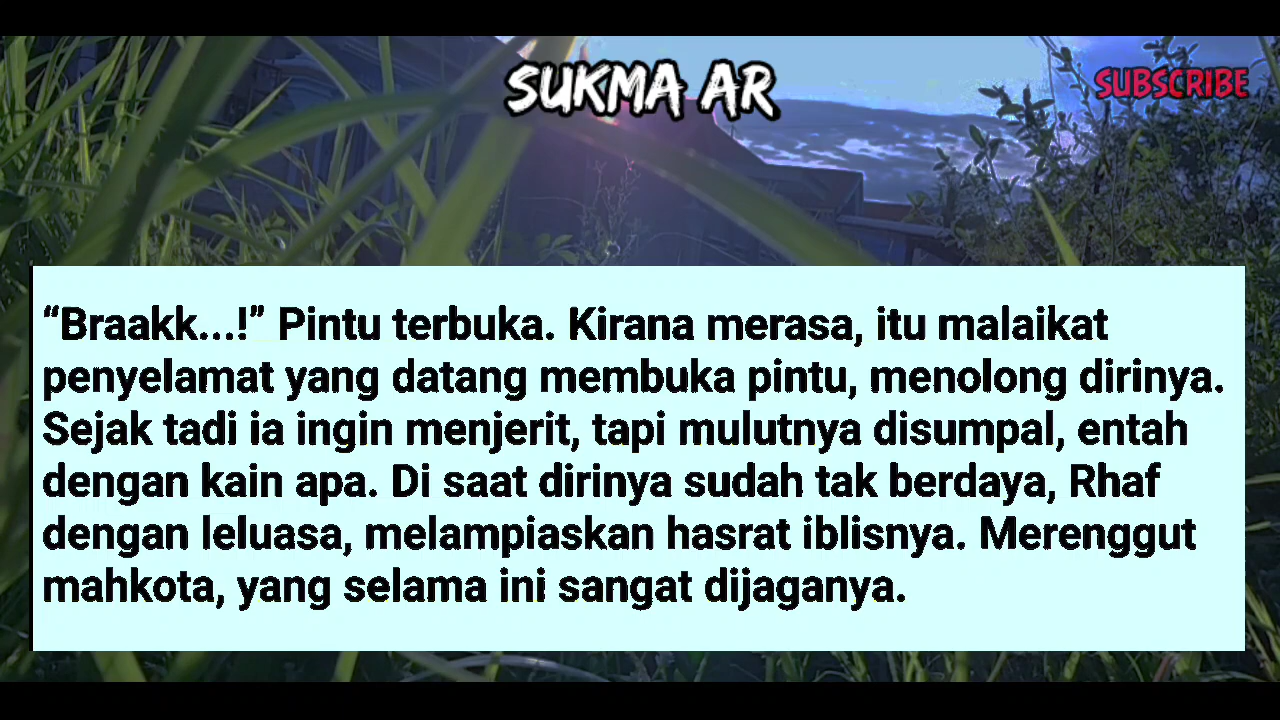 SUKMA AR
SUBSCRIBE
“Braakk...!” Pintu terbuka. Kirana merasa, itu malaikat
penyelamat yang datang membuka pintu, menolong dirinya.
Sejak tadi ia ingin menjerit, tapi mulutnya disumpal, entah
dengan kain apa. Di saat dirinya sudah tak berdaya, Rhaf
dengan leluasa, melampiaskan hasrat iblisnya. Merenggut
mahkota, yang selama ini sangat dijaganya.